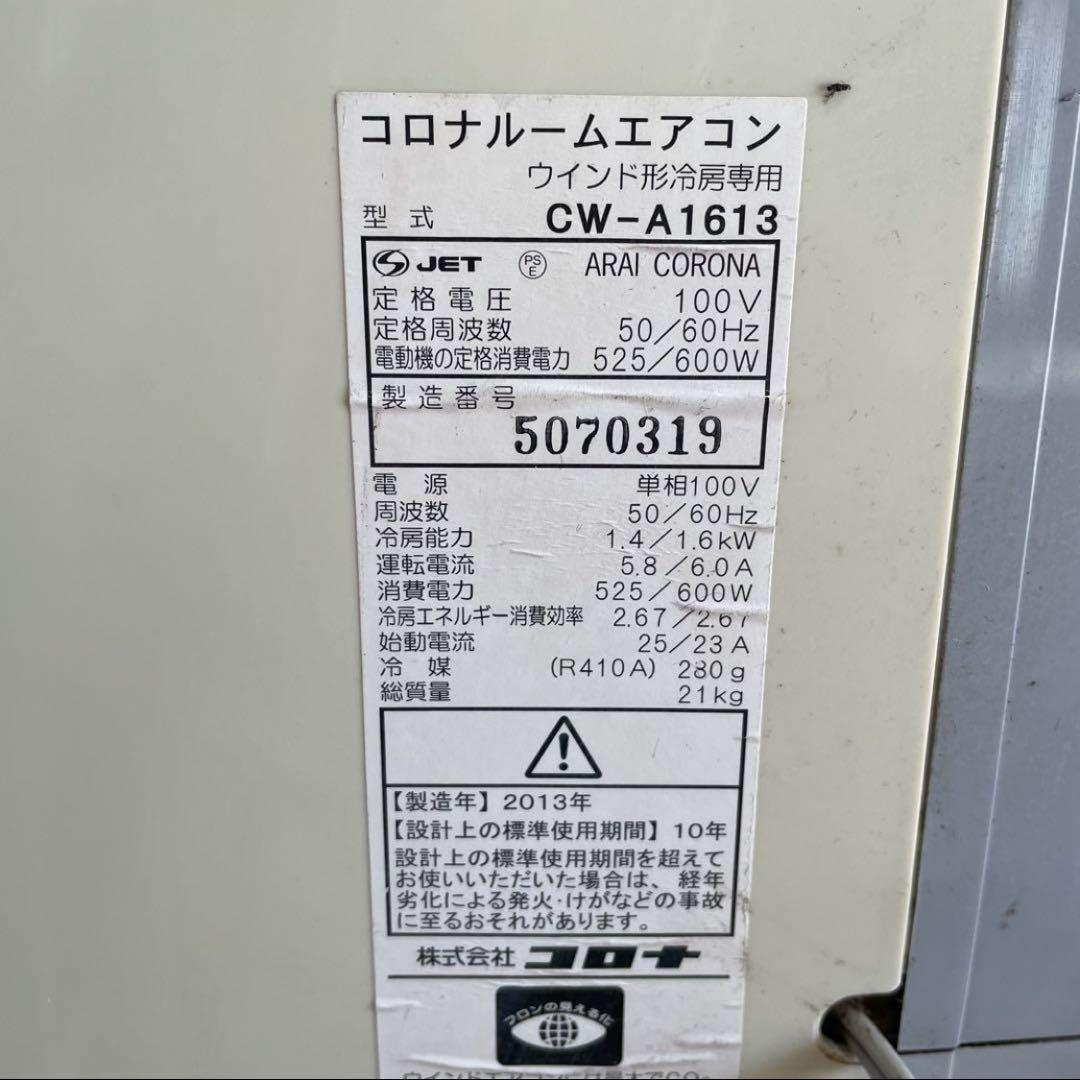 コロナルームエアコン
ウインド形冷房専用
型式 CW-A1613
JET PSE ARAI CORONA
定格電圧 100V
定格周波数 50/60Hz
電動機の定格消費電力 525/600W
製造番号
5070319
電源 単相100V
周波数 50/60Hz
冷房能力 1.4/1.6kW
運転電流 5.8/6.0A
消費電力 525/600W
冷房エネルギー消費効率 2.67/2.67
始動電流 25/23A
冷媒 (R410A) 280g
総質量 21kg
【製造年】2013年
【設計上の標準使用期間】10年
設計上の標準使用期間を超えて
お使いいただいた場合は、経年
劣化による発火・けがなどの事故
に至るおそれがあります。
株式会社 コロナ
フロンの見える化